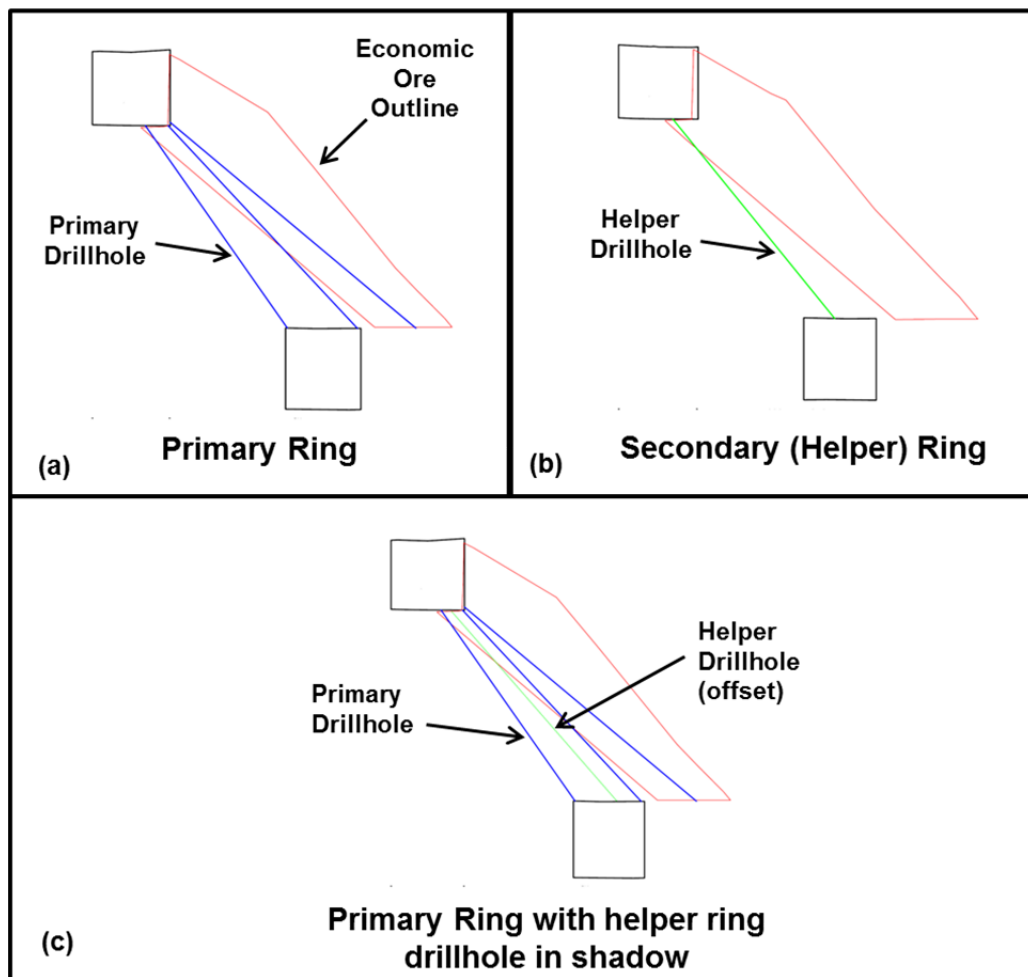 Economic
Ore
Outline
Primary
Drillhole
(a)
Primary Ring
Helper
Drillhole
(b)
Secondary (Helper) Ring
Helper
Drillhole
(offset)
Primary
Drillhole
(c)
Primary Ring with helper ring
drillhole in shadow